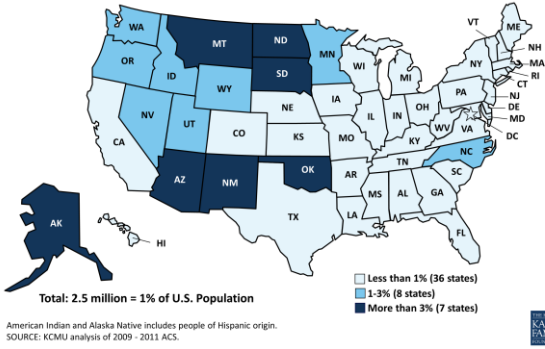 WA
MT
ND
MN
VT
ME
OR
ID
SD
WI
NY
NH
MA
WY
MI
RI
CT
NV
NE
IA
PA
NJ
UT
IL
IN
OH
DE
MD
CA
CO
KS
MO
WV
VA
DC
KY
AZ
NM
OK
AR
TN
NC
SC
AK
TX
MS
AL
GA
LA
HI
FL
Less than 1% (36 states)
1-3% (8 states)
More than 3% (7 states)
Total: 2.5 million = 1% of U.S. Population
American Indian and Alaska Native includes people of Hispanic origin.
SOURCE: KCMU analysis of 2009 - 2011 ACS.